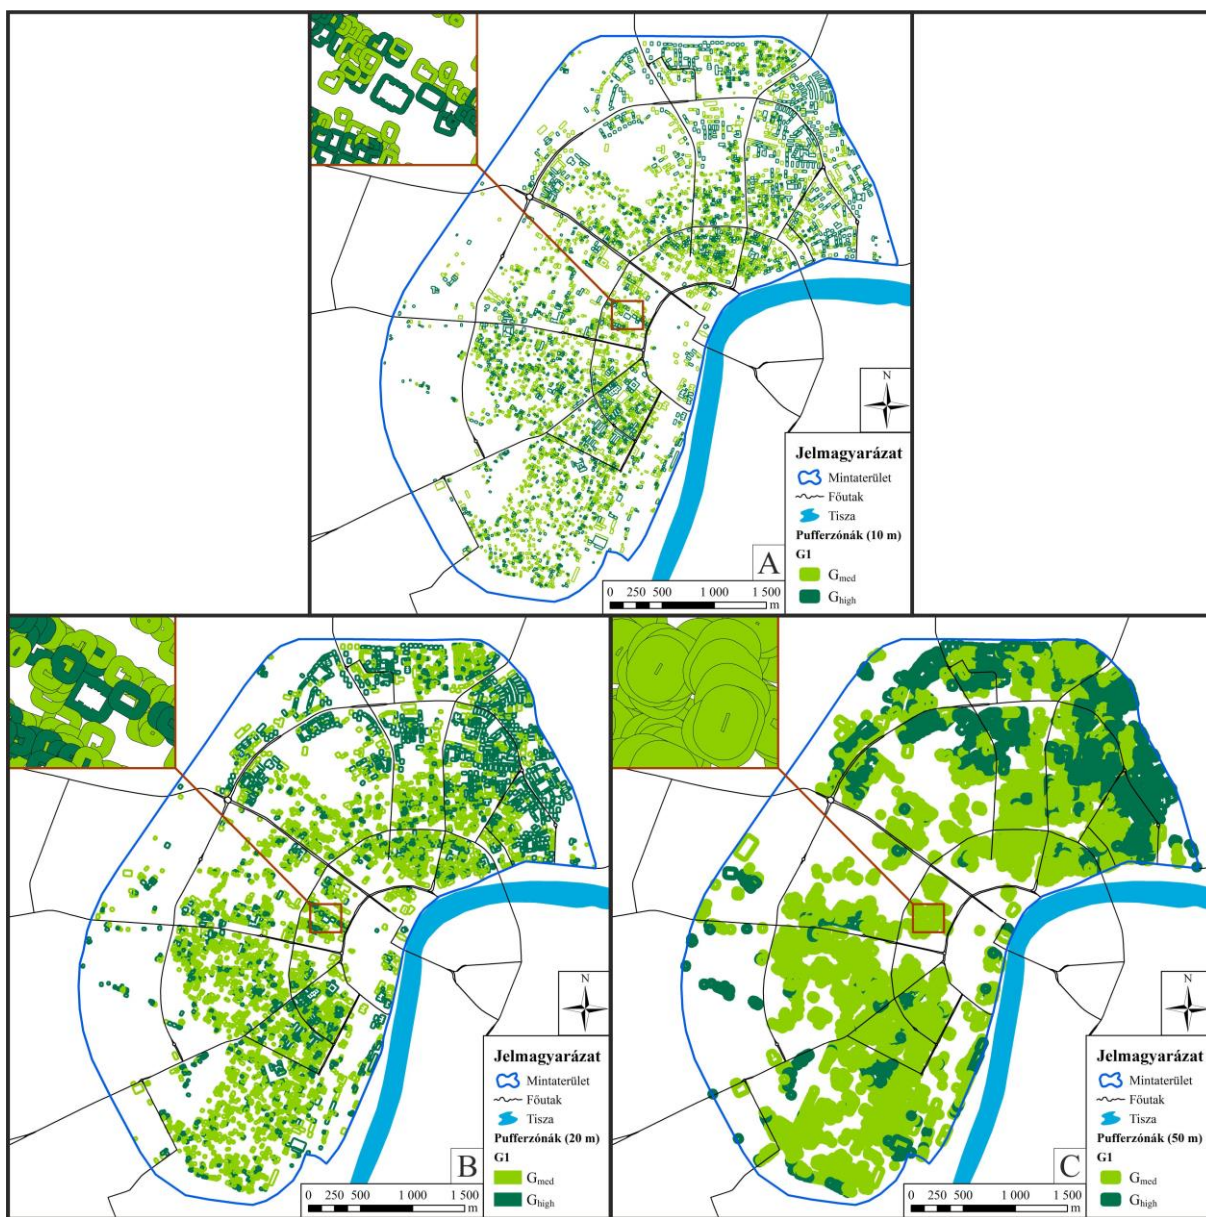 N
Jelmagyarázat
Mintaterület
Főutak
Tisza
Pufferzónák (10 m)
G1
Gmed
Ghigh
A
0 250 500 1 000 1 500
m
N
Jelmagyarázat
Mintaterület
Főutak
Tisza
Pufferzónák (20 m)
G1
Gmed
Ghigh
B
0 250 500 1 000 1 500
m
N
Jelmagyarázat
Mintaterület
Főutak
Tisza
Pufferzónák (50 m)
G1
Gmed
Ghigh
C
0 250 500 1 000 1 500
m